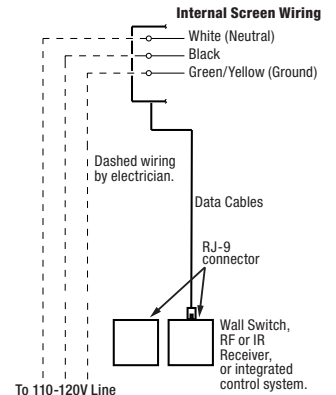 Internal Screen Wiring
White (Neutral)
Black
Green/Yellow (Ground)
Dashed wiring
by electrician.
Data Cables
RJ-9
connector
Wall Switch,
RF or IR
Receiver,
or integrated
control system.
To 110-120V Line